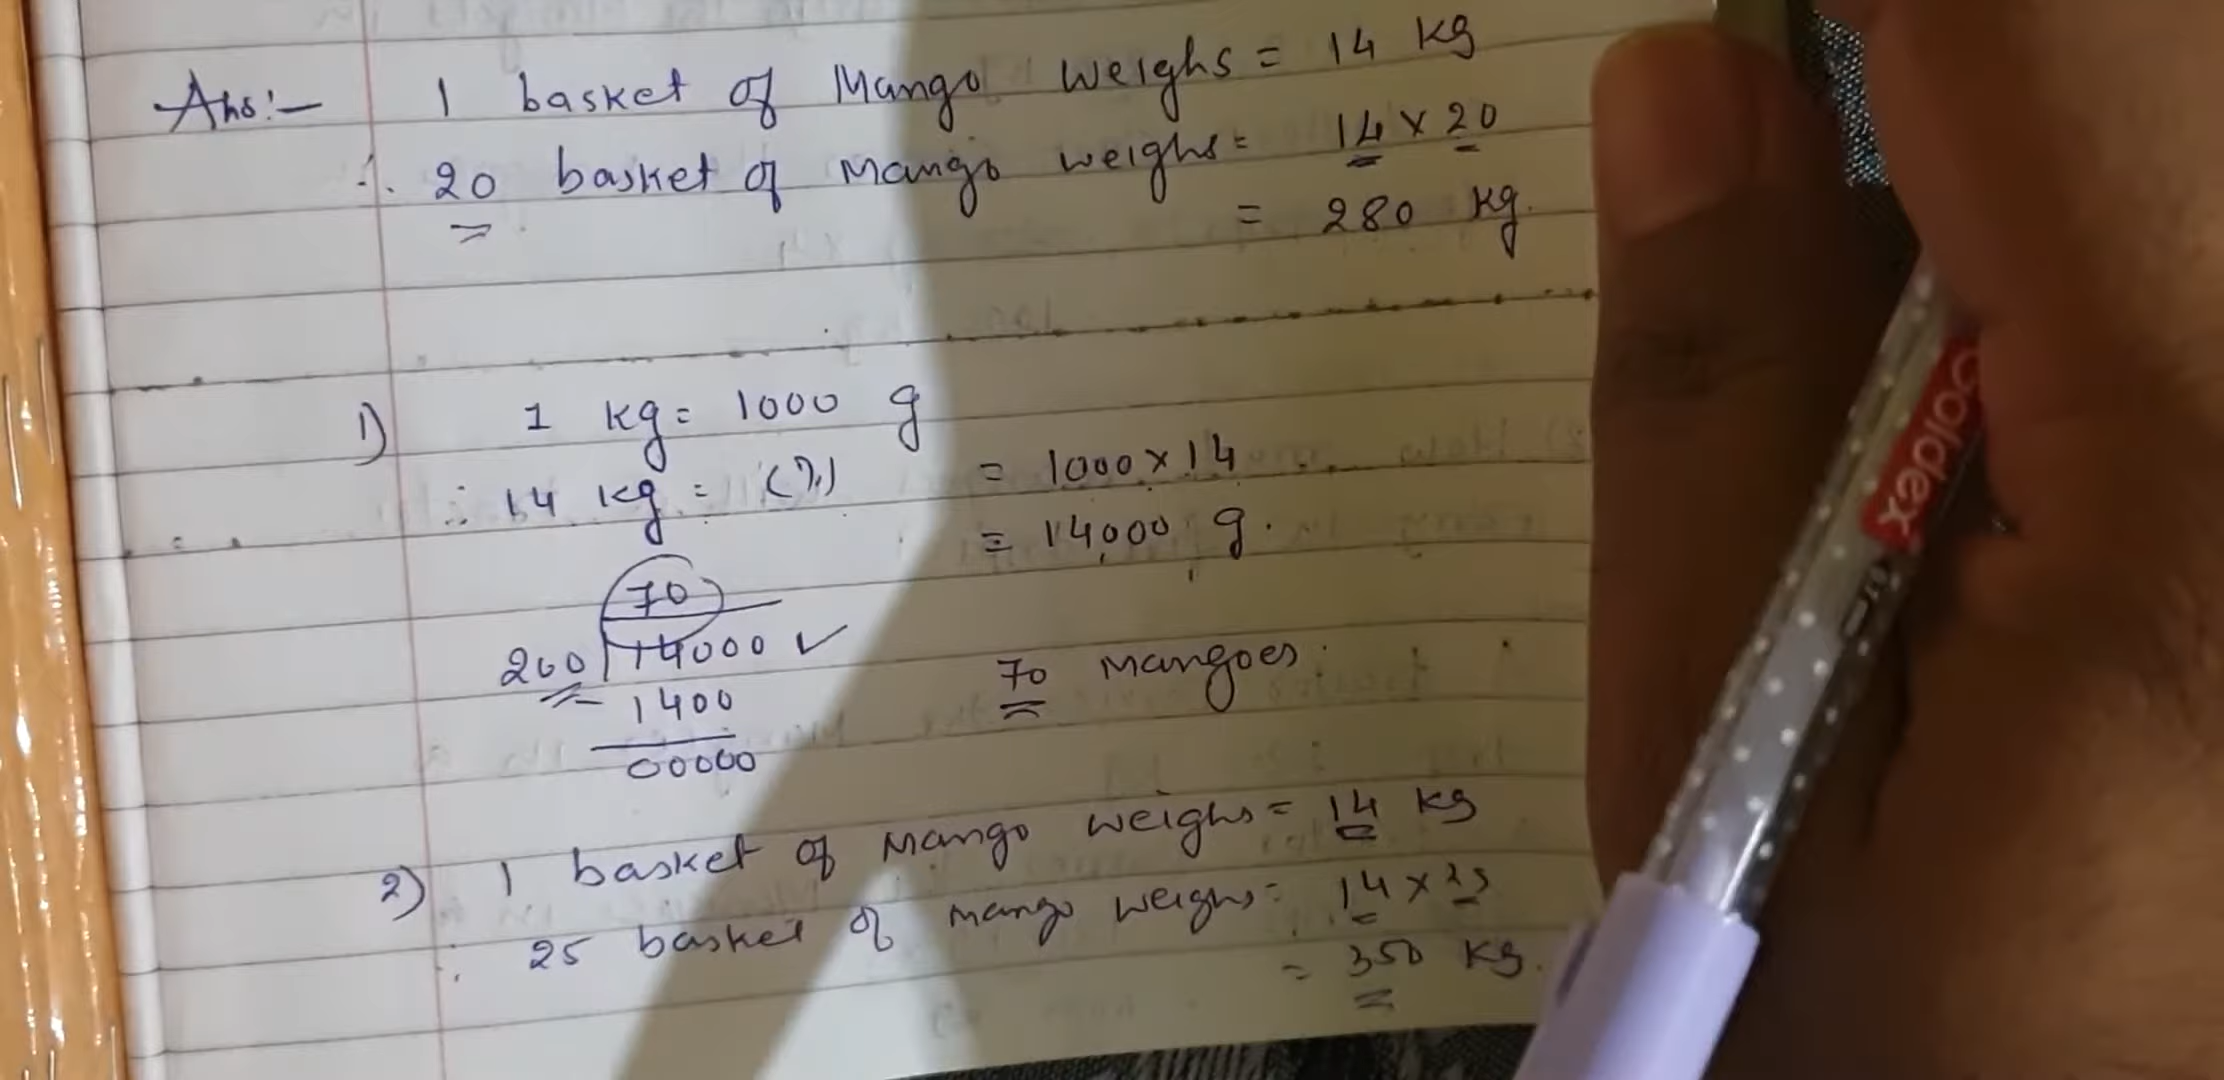 Ans:- 1 basket of Mango weighs = 14 kg
∴ 20 basket of Mango weighs = 14 x 20
= 280 kg.
1) 1 kg = 1000 g
∴ 14 kg = (?) = 1000 x 14
= 14000 g.
70
200 14000 ✓
1400
00000
70 Mangoes.
2) 1 basket of Mango weighs = 14 kg
∴ 25 basket of mango weighs = 14 x 25
= 350 kg.
Goldex